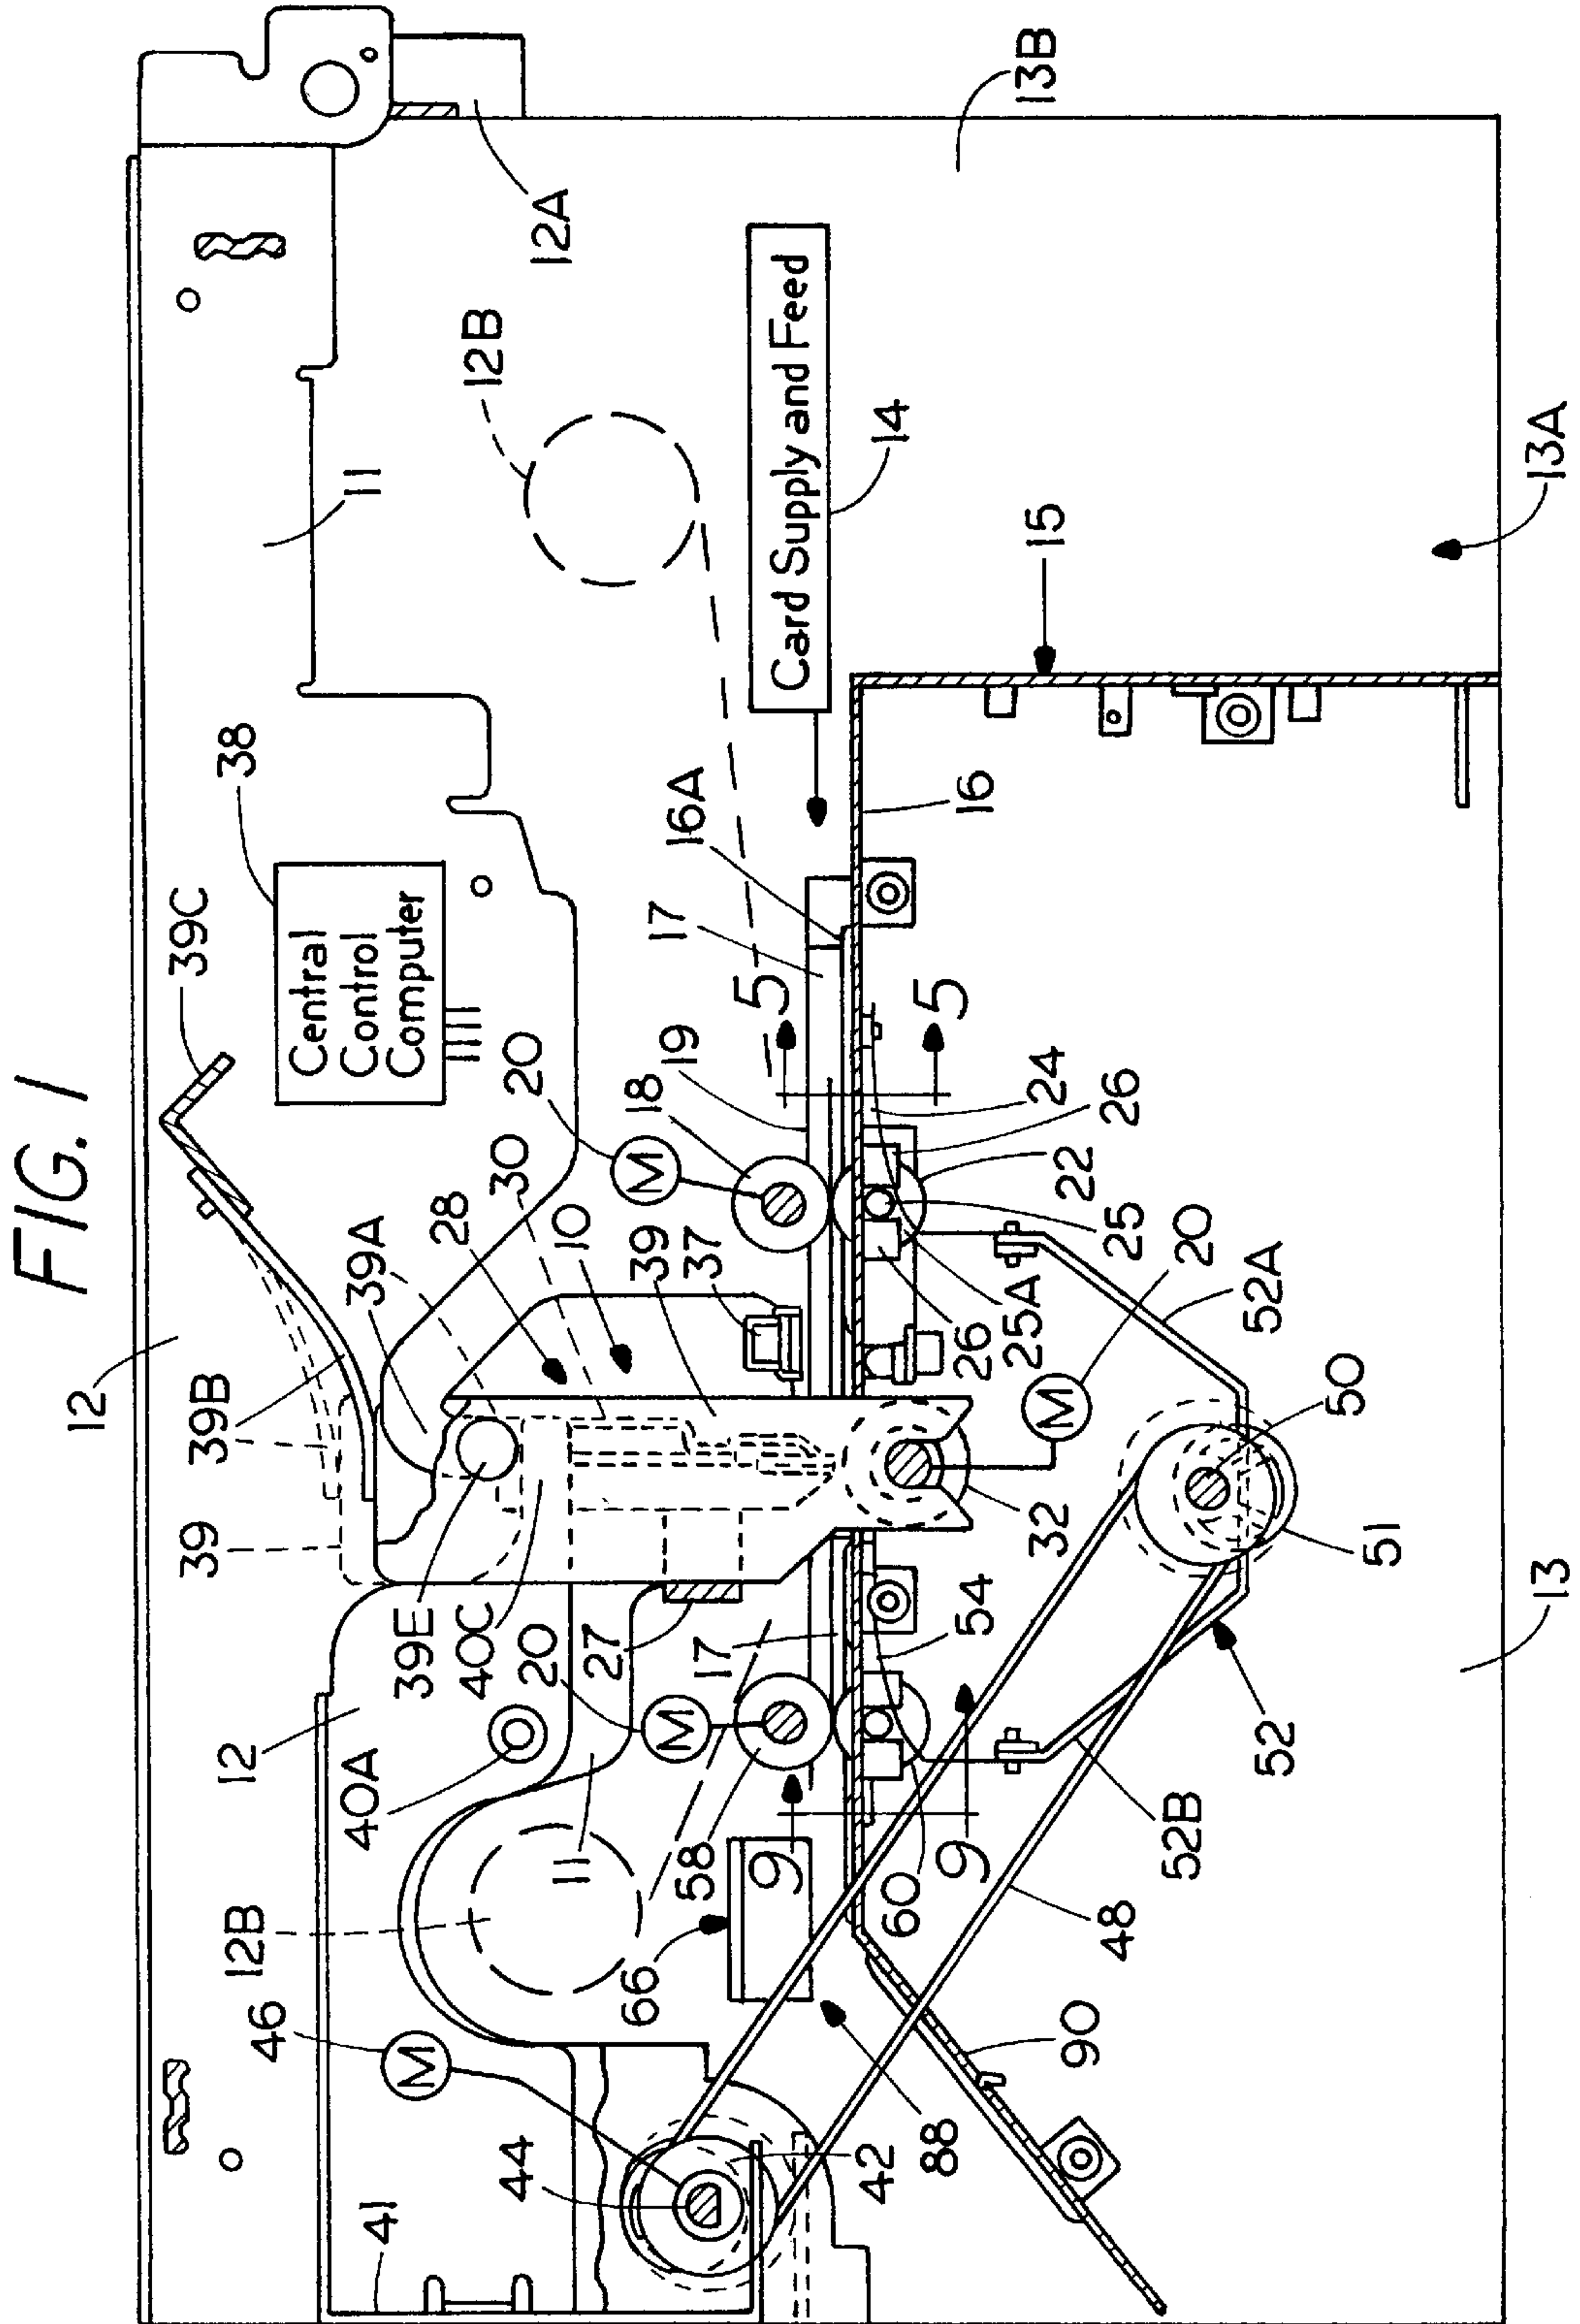 FIG. 1
12
39B
39C
38
Central
Control
Computer
11
12B
12A
13B
39
39A
28
30
10
20
18
19
17
16A
5
Card Supply and Feed
14
39
37
16
15
13A
12
39E
40C
20
27
17
40A
11
12B
46
66
58
9
5
24
26
22
25
25A
26
20
52A
50
32
54
9
60
51
13
52
52B
48
90
88
42
44
41
M
M
M
M